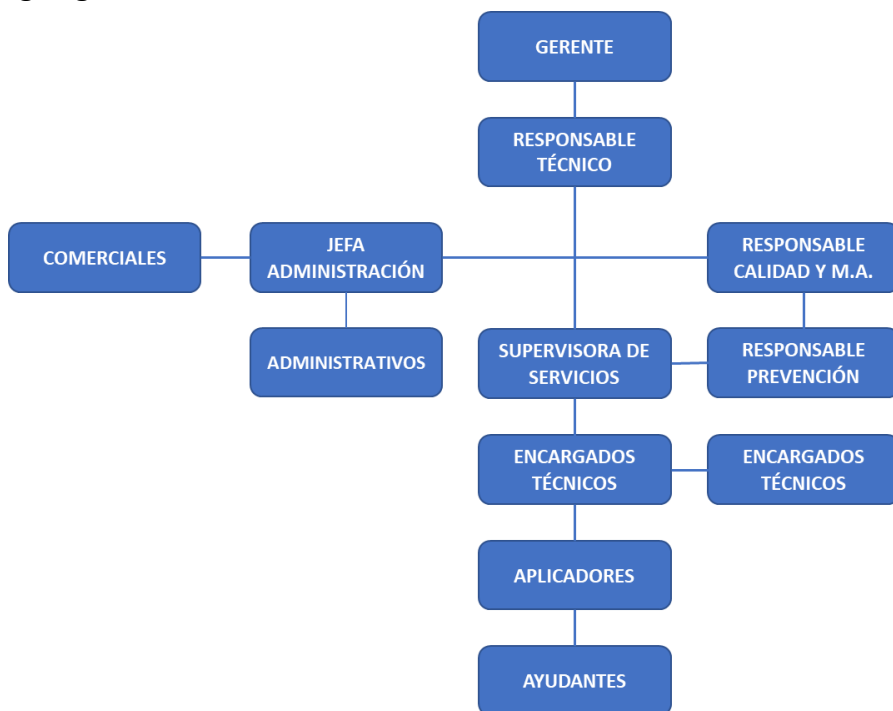 GERENTE
RESPONSABLE
TÉCNICO
COMERCIALES
JEFA
ADMINISTRACIÓN
RESPONSABLE
CALIDAD Y M.A.
ADMINISTRATIVOS
SUPERVISORA DE
SERVICIOS
RESPONSABLE
PREVENCIÓN
ENCARGADOS
TÉCNICOS
ENCARGADOS
TÉCNICOS
APLICADORES
AYUDANTES